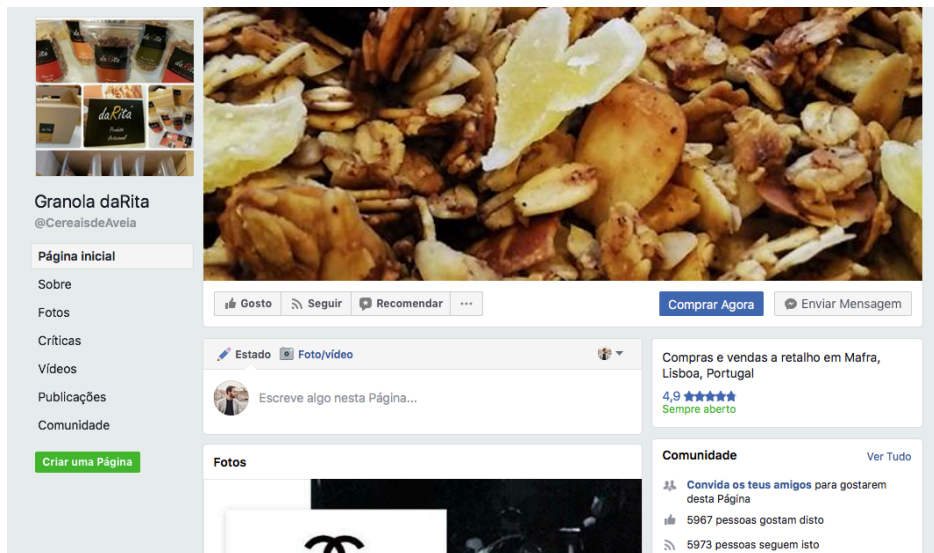 daRita
Produto
Artesanal
Granola daRita
@CereaisdeAveia
Página inicial
Sobre
Fotos
Críticas
Vídeos
Publicações
Comunidade
Criar uma Página
Gosto
Seguir
Recomendar
Comprar Agora
Enviar Mensagem
Estado
Foto/vídeo
Escreve algo nesta Página...
Fotos
Compras e vendas a retalho em Mafra,
Lisboa, Portugal
4,9
Sempre aberto
Comunidade
Ver Tudo
Convida os teus amigos para gostarem
desta Página
5967 pessoas gostam disto
5973 pessoas seguem isto